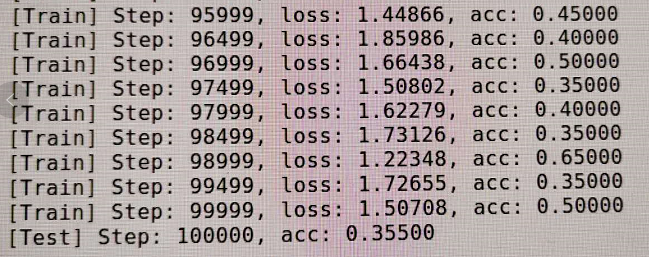 [Train] Step: 95999, loss: 1.44866, acc: 0.45000
[Train] Step: 96499, loss: 1.85986, acc: 0.40000
[Train] Step: 96999, loss: 1.66438, acc: 0.50000
[Train] Step: 97499, loss: 1.50802, acc: 0.35000
[Train] Step: 97999, loss: 1.62279, acc: 0.40000
[Train] Step: 98499, loss: 1.73126, acc: 0.35000
[Train] Step: 98999, loss: 1.22348, acc: 0.65000
[Train] Step: 99499, loss: 1.72655, acc: 0.35000
[Train] Step: 99999, loss: 1.50708, acc: 0.50000
[Test] Step: 100000, acc: 0.35500